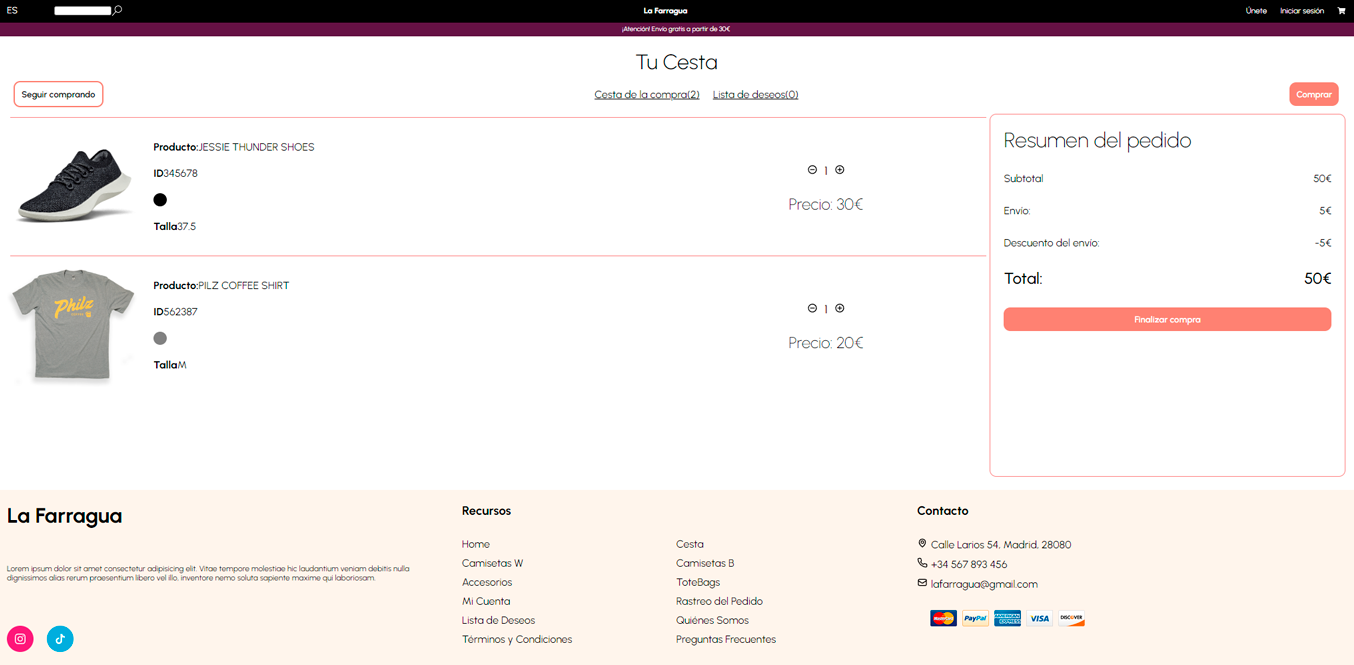 ES
La Farragua
Únete
Iniciar sesión
¡Atención! Envio gratis a partir de 30€
Tu Cesta
Seguir comprando
Cesta de la compra(2)
Lista de deseos(0)
Comprar
Producto:JESSIE THUNDER SHOES
ID345678
Talla37.5
1
Precio: 30€
Producto:PILZ COFFEE SHIRT
ID562387
TallaM
1
Precio: 20€
Philz
Resumen del pedido
Subtotal 50€
Envio: 5€
Descuento del envio: -5€
Total: 50€
Finalizar compra
La Farragua
Lorem ipsum dolor sit amet consectetur adipisicing elit. Vitae tempore molestiae hic laudantium veniam debitis nulla
dignissimos alias rerum praesentium libero vel illo, inventore nemo soluta sapiente maxime qui laboriosam.
Recursos
Home
Camisetas W
Accesorios
Mi Cuenta
Lista de Deseos
Términos y Condiciones
Cesta
Camisetas B
ToteBags
Rastreo del Pedido
Quiénes Somos
Preguntas Frecuentes
Contacto
Calle Larios 54, Madrid, 28080
+34 567 893 456
lafarragua@gmail.com
MasterCard
PayPal
AMERICAN EXPRESS
VISA
DISCOVER